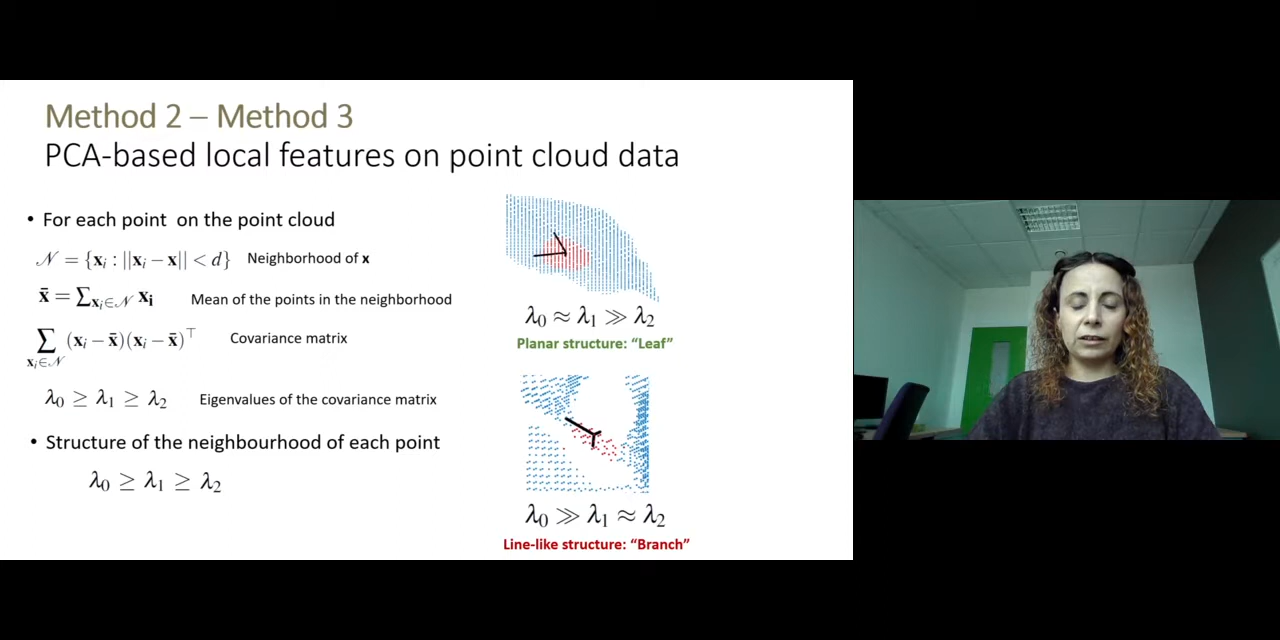 Method 2 – Method 3
PCA-based local features on point cloud data
• For each point on the point cloud
𝒩 = {𝐱ᵢ : ||𝐱ᵢ − 𝐱|| < d} Neighborhood of 𝐱
x̄ = ∑𝐱ᵢ∈𝒩 𝐱𝐢 Mean of the points in the neighborhood
∑𝐱ᵢ∈𝒩 (𝐱ᵢ − x̄)(𝐱ᵢ − x̄)⊤ Covariance matrix
λ₀ ≥ λ₁ ≥ λ₂ Eigenvalues of the covariance matrix
• Structure of the neighbourhood of each point
λ₀ ≥ λ₁ ≥ λ₂
λ₀ ≈ λ₁ ≫ λ₂
Planar structure: “Leaf”
λ₀ ≫ λ₁ ≈ λ₂
Line-like structure: “Branch”